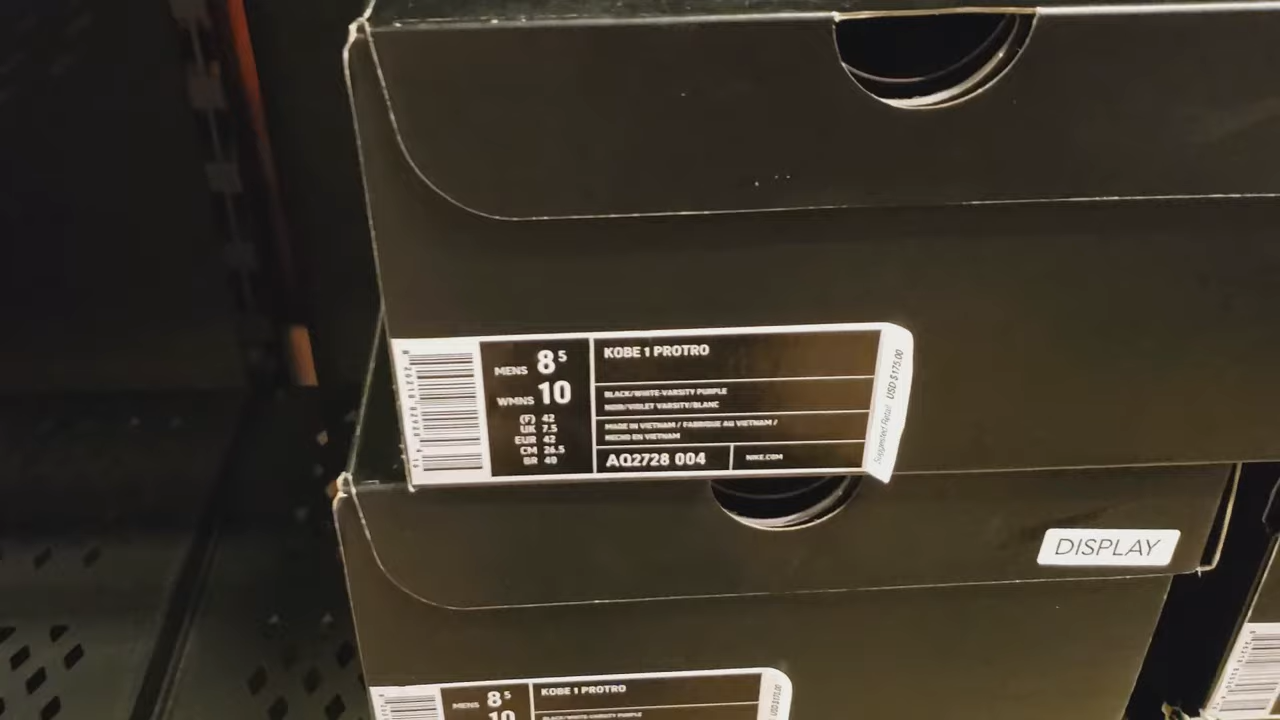 MENS 8 5
WMNS 10
(F) 42
UK 7.5
EUR 42
CM 26.5
BR 40
KOBE 1 PROTRO
BLACK/WHITE-VARSITY PURPLE
NOIR/VIOLET VARSITY/BLANC
MADE IN VIETNAM / FABRIQUE AU VIETNAM /
HECHO EN VIETNAM
AQ2728 004
NIKE.COM
Suggested Retail USD $175.00
DISPLAY
MENS 8 5
10
KOBE 1 PROTRO
BLACK/WHITE-VARSITY PURPLE
USD $175.00